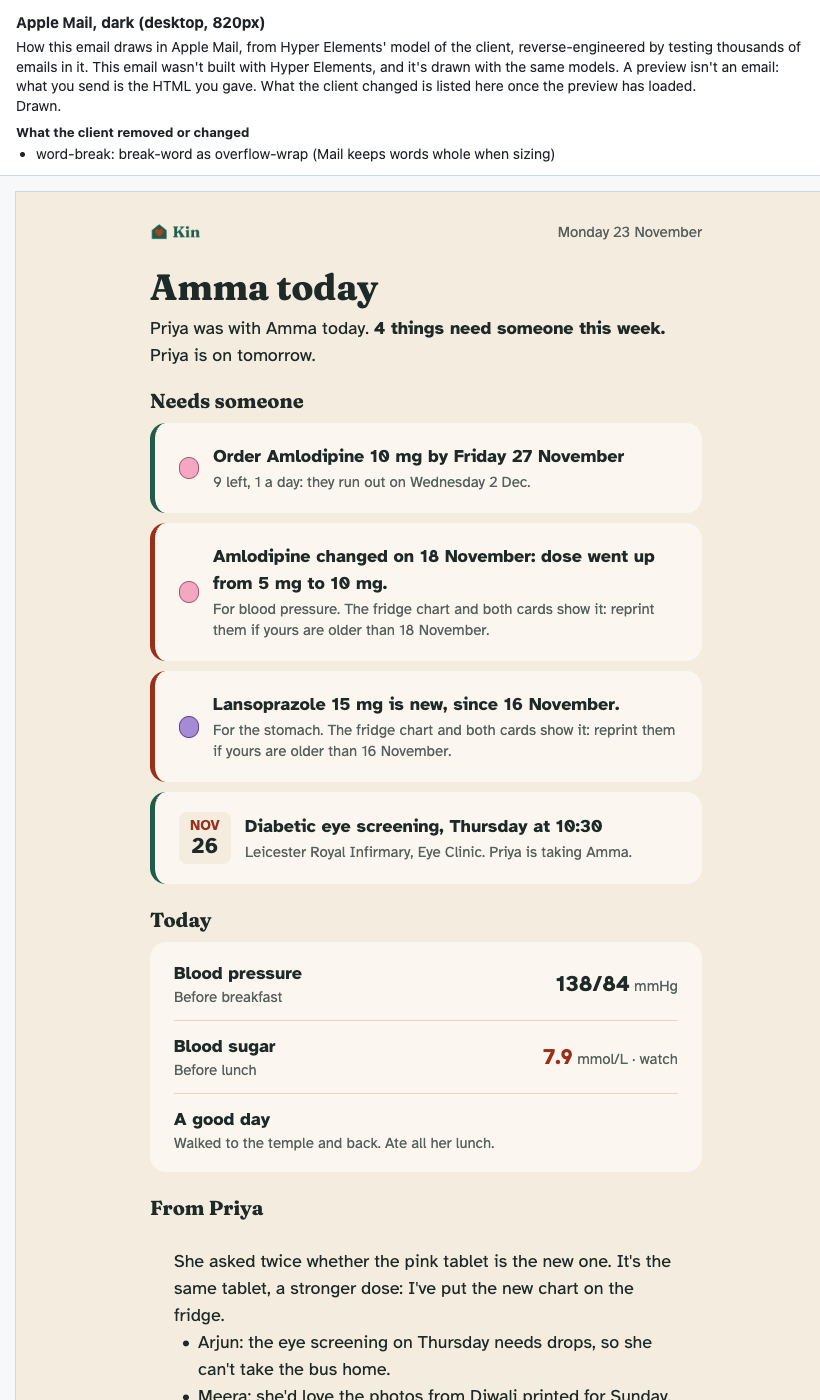 Apple Mail, dark (desktop, 820px)
How this email draws in Apple Mail, from Hyper Elements' model of the client, reverse-engineered by testing thousands of
emails in it. This email wasn't built with Hyper Elements, and it's drawn with the same models. A preview isn't an email:
what you send is the HTML you gave. What the client changed is listed here once the preview has loaded.
Drawn.
What the client removed or changed
• word-break: break-word as overflow-wrap (Mail keeps words whole when sizing)
Kin
Monday 23 November
Amma today
Priya was with Amma today. 4 things need someone this week.
Priya is on tomorrow.
Needs someone
Order Amlodipine 10 mg by Friday 27 November
9 left, 1 a day: they run out on Wednesday 2 Dec.
Amlodipine changed on 18 November: dose went up
from 5 mg to 10 mg.
For blood pressure. The fridge chart and both cards show it: reprint
them if yours are older than 18 November.
Lansoprazole 15 mg is new, since 16 November.
For the stomach. The fridge chart and both cards show it: reprint them
if yours are older than 16 November.
NOV
26
Diabetic eye screening, Thursday at 10:30
Leicester Royal Infirmary, Eye Clinic. Priya is taking Amma.
Today
Blood pressure
Before breakfast
138/84 mmHg
Blood sugar
Before lunch
7.9 mmol/L · watch
A good day
Walked to the temple and back. Ate all her lunch.
From Priya
She asked twice whether the pink tablet is the new one. It's the
same tablet, a stronger dose: I've put the new chart on the
fridge.
• Arjun: the eye screening on Thursday needs drops, so she
can't take the bus home.
• Meera: she'd love the photos from Diwali printed for Sunday.